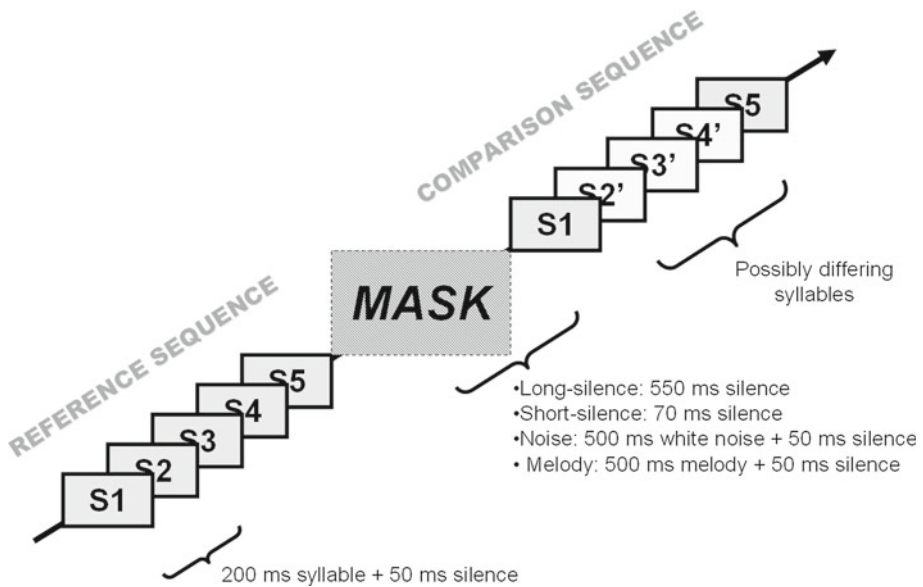 COMPARISON SEQUENCE
S5
S4’
S3’
S2’
S1
Possibly differing
syllables
MASK
REFERENCE SEQUENCE
S5
S4
S3
S2
S1
•Long-silence: 550 ms silence
•Short-silence: 70 ms silence
•Noise: 500 ms white noise + 50 ms silence
• Melody: 500 ms melody + 50 ms silence
200 ms syllable + 50 ms silence